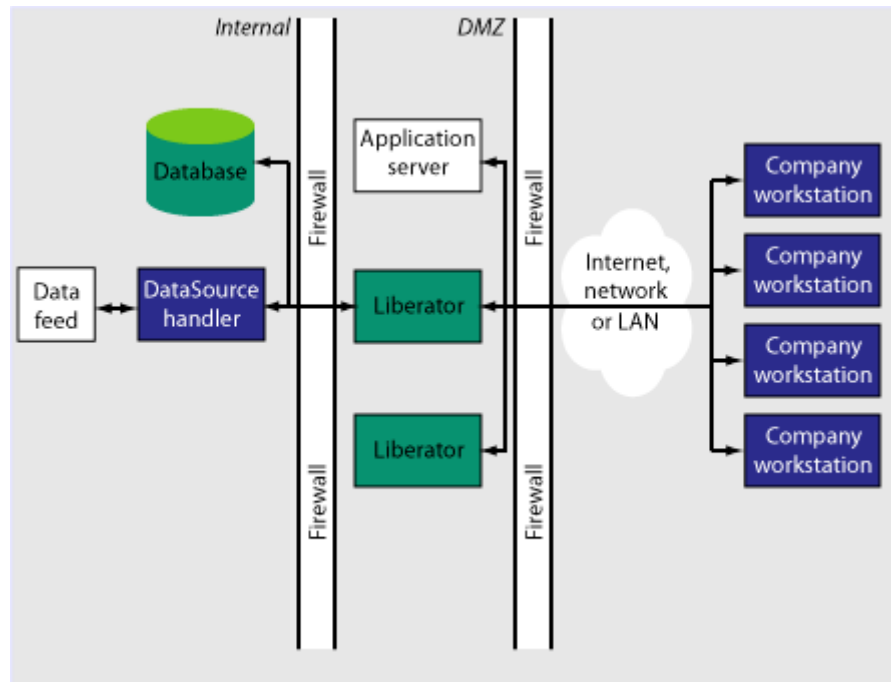 Internal
DMZ
Database
Firewall
Application
server
Firewall
Company
workstation
Data
feed
DataSource
handler
Liberator
Internet,
network
or LAN
Company
workstation
Company
workstation
Firewall
Liberator
Firewall
Company
workstation